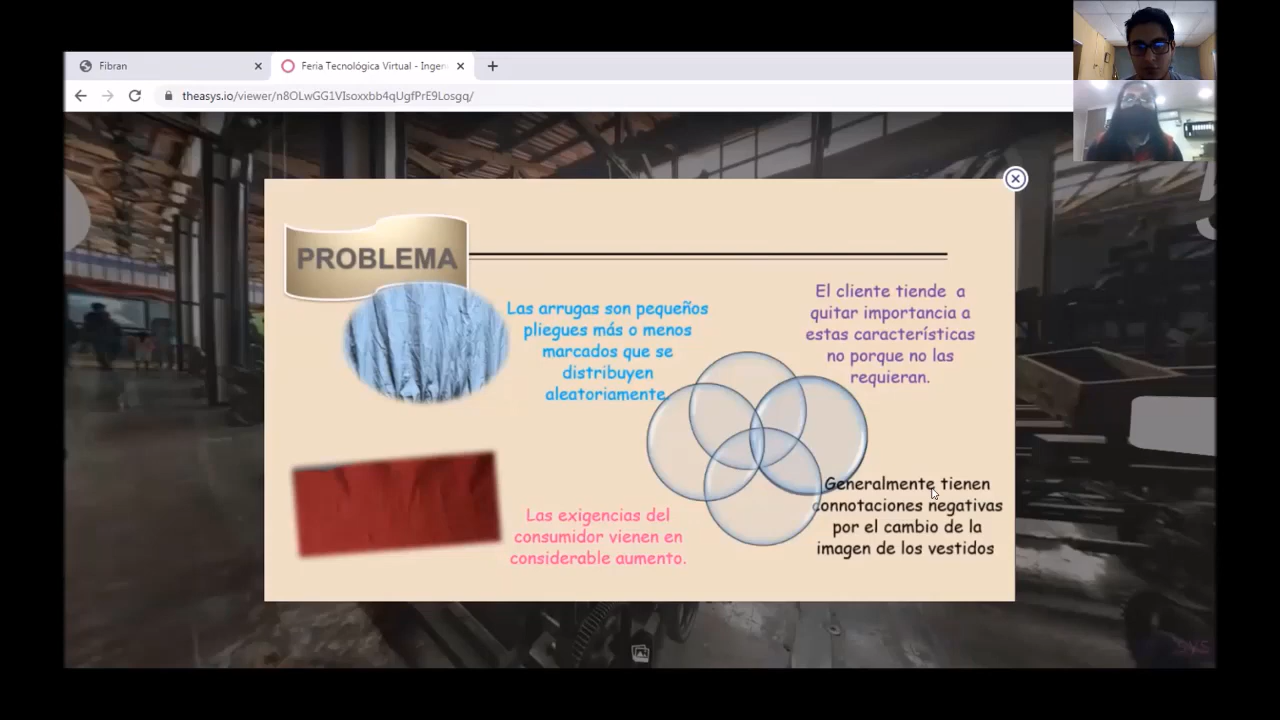 Fibran
Feria Tecnológica Virtual - Ingen
theasys.io/viewer/n8OLwGG1VIsoxxbb4qUgfPrE9Losgq/
PROBLEMA
Las arrugas son pequeños
pliegues más o menos
marcados que se
distribuyen
aleatoriamente.
El cliente tiende a
quitar importancia a
estas características
no porque no las
requieran.
Las exigencias del
consumidor vienen en
considerable aumento.
Generalmente tienen
connotaciones negativas
por el cambio de la
imagen de los vestidos